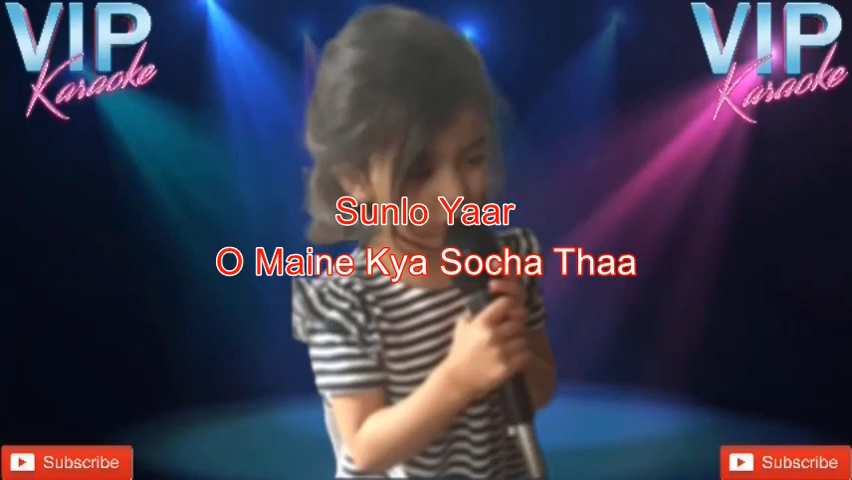 VIP
Karaoke
VIP
Karaoke
Sunlo Yaar
O Maine Kya Socha Thaa
Subscribe
Subscribe